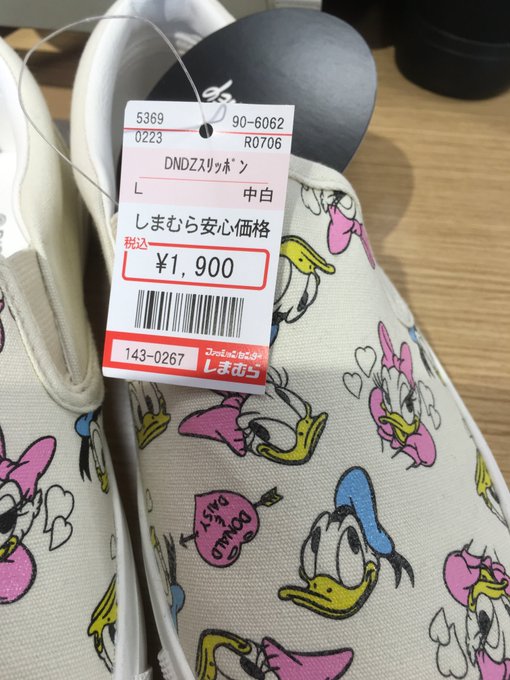 5369 90-6062
0223 R0706
DNDZｽﾘｯﾎﾟﾝ
L 中白
しまむら安心価格
税込
¥1,900
143-0267
ファッションセンター
しまむら
DONALD
&
DAISY